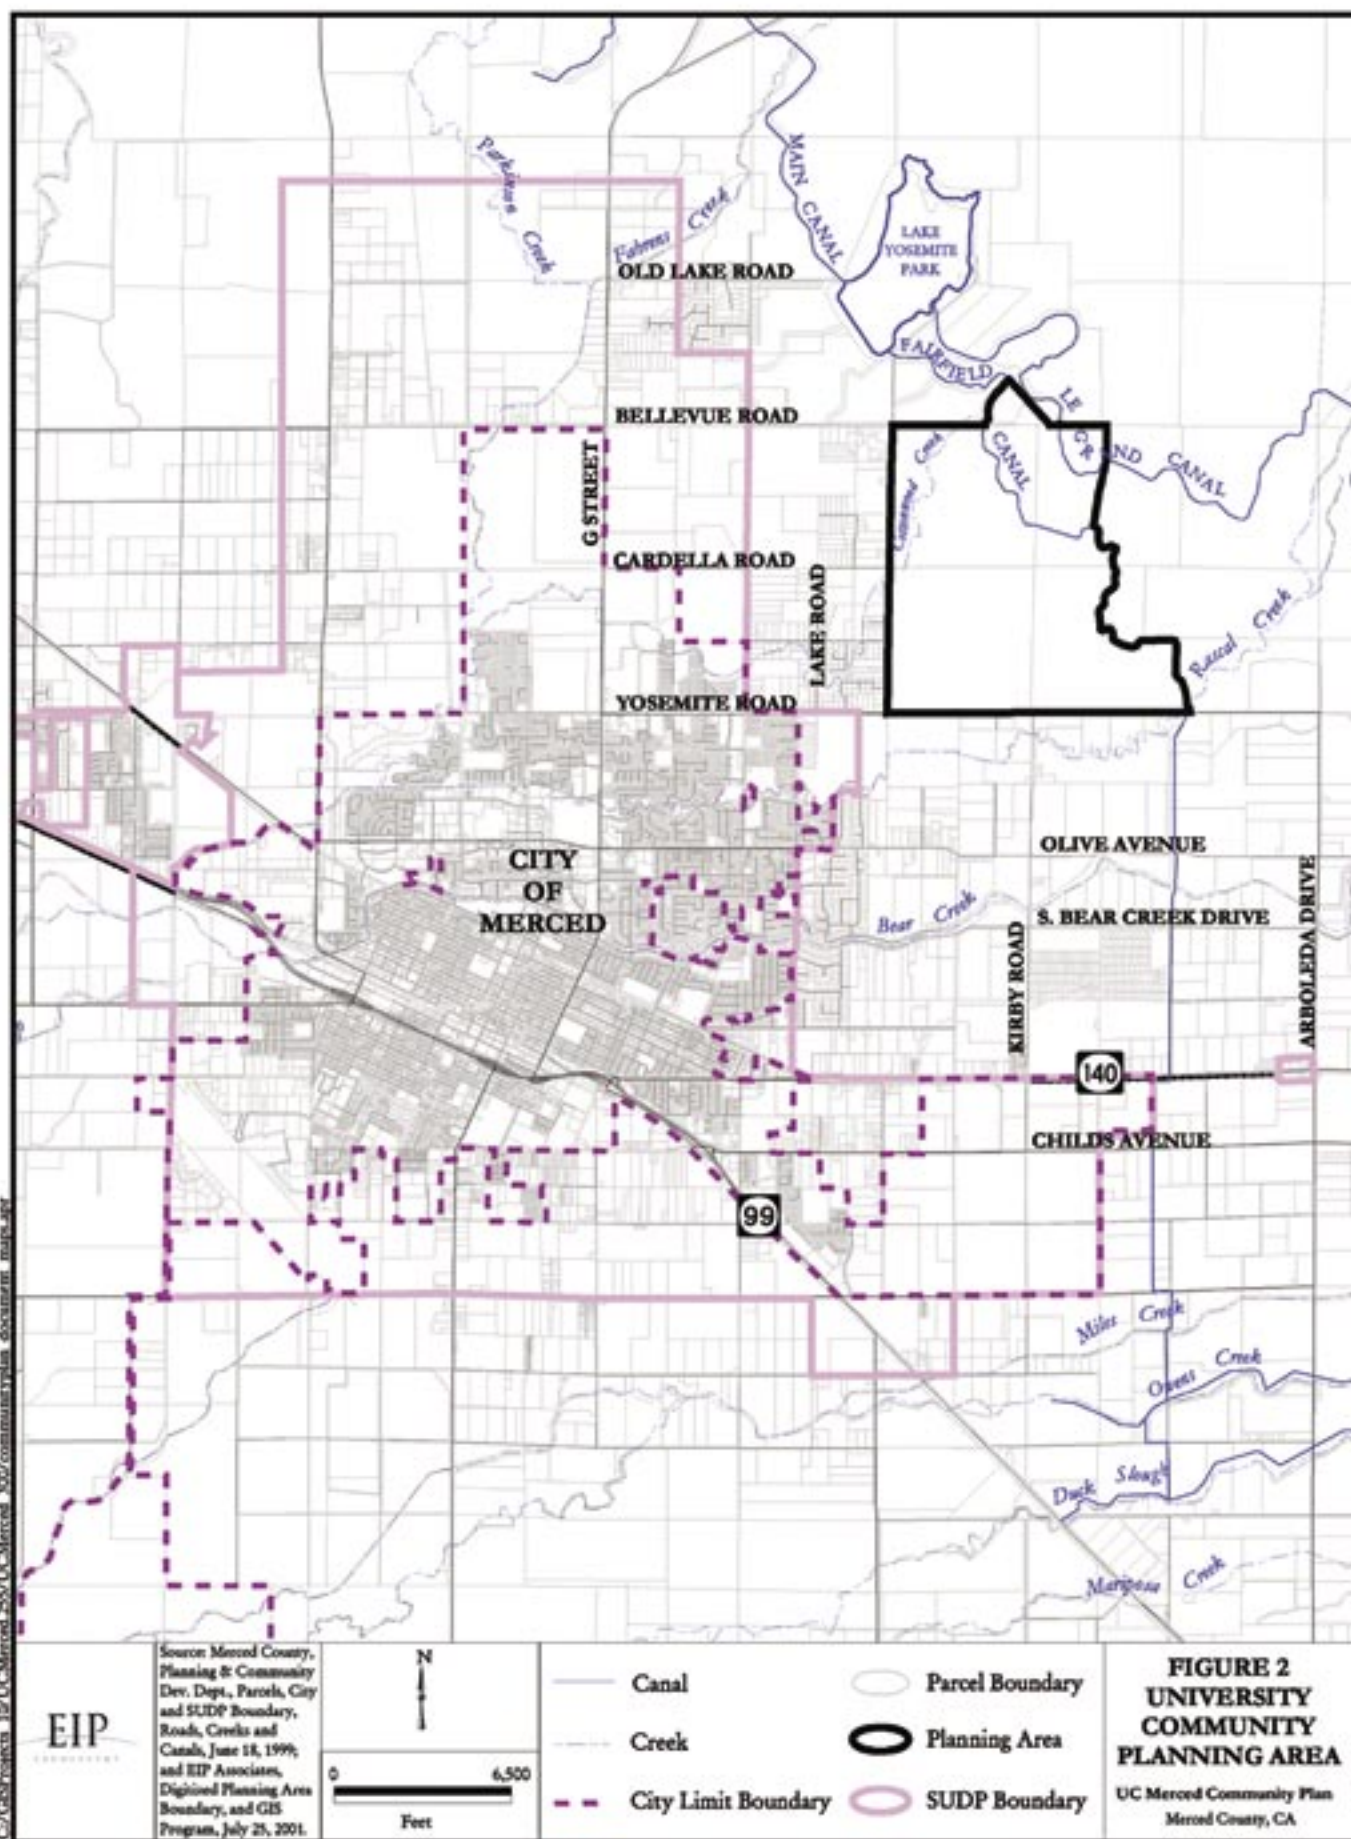 Parkinson
Creek
Fahrens Creek
MAIN CANAL
LAKE
YOSEMITE
PARK
OLD LAKE ROAD
FAIRFIELD
LE
GR ND CANAL
BELLEVUE ROAD
Creek
CANAL
G STREET
CARDELLA ROAD
LAKE ROAD
Rascal Creek
YOSEMITE ROAD
CITY
OF
MERCED
OLIVE AVENUE
Bear Creek
S. BEAR CREEK DRIVE
KIRBY ROAD
ARBOLEDA DRIVE
140
CHILDS AVENUE
99
Miles Creek
Owens Creek
Duck Slough
Mariposa Creek
EIP
Source: Merced County,
Planning & Community
Dev. Dept., Parcels, City
and SUDP Boundary,
Roads, Creeks and
Canals, June 18, 1999;
and EIP Associates,
Digitized Planning Area
Boundary, and GIS
Program, July 25, 2001.
N
0 6,500
Feet
Canal
Creek
City Limit Boundary
Parcel Boundary
Planning Area
SUDP Boundary
FIGURE 2
UNIVERSITY
COMMUNITY
PLANNING AREA
UC Merced Community Plan
Merced County, CA